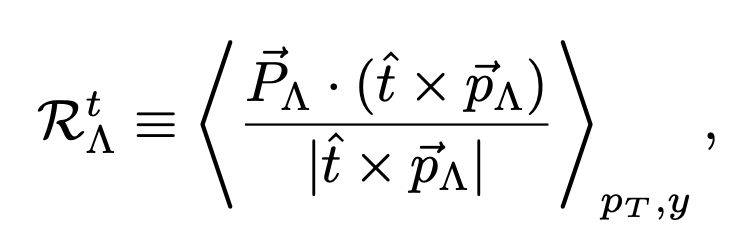 $\mathcal{R}_{\Lambda}^{t} \equiv \left\langle \frac{\vec{P}_{\Lambda} \cdot (\hat{t} \times \vec{p}_{\Lambda})}{|\hat{t} \times \vec{p}_{\Lambda}|} \right\rangle_{p_T, y},$